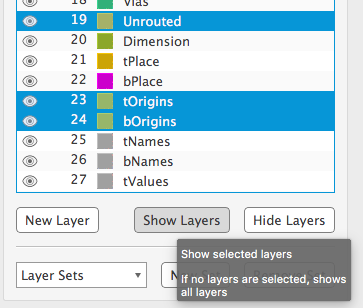 18 Vias
19 Unrouted
20 Dimension
21 tPlace
22 bPlace
23 tOrigins
24 bOrigins
25 tNames
26 bNames
27 tValues
New Layer Show Layers Hide Layers
Show selected layers
Layer Sets
If no layers are selected, shows
all layers